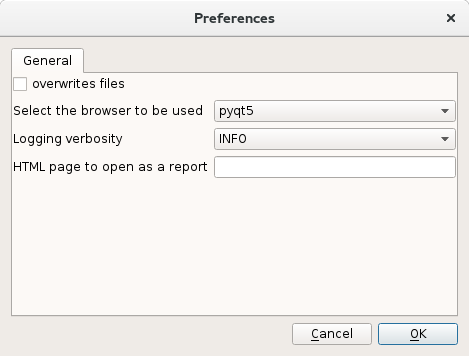 Preferences
General
overwrites files
Select the browser to be used pyqt5
Logging verbosity INFO
HTML page to open as a report
Cancel OK